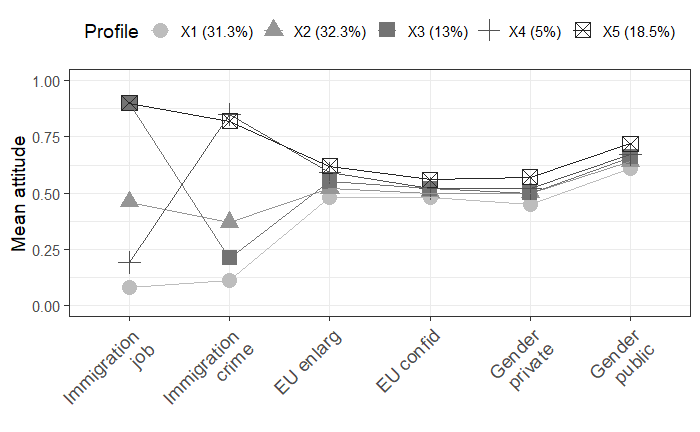 Profile X1 (31.3%) X2 (32.3%) X3 (13%) X4 (5%) X5 (18.5%)
Mean attitude
1.00
0.75
0.50
0.25
0.00
Immigration
job
Immigration
crime
EU enlarg
EU confid
Gender
private
Gender
public